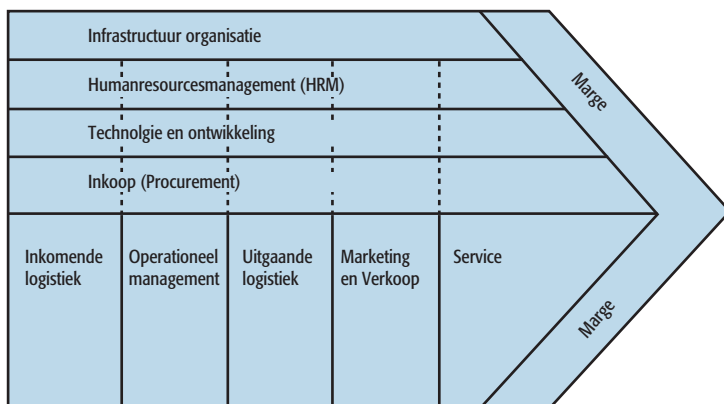 Infrastructuur organisatie
Humanresourcesmanagement (HRM)
Technolgie en ontwikkeling
Inkoop (Procurement)
Marge
Inkomende
logistiek
Operationeel
management
Uitgaande
logistiek
Marketing
en Verkoop
Service
Marge